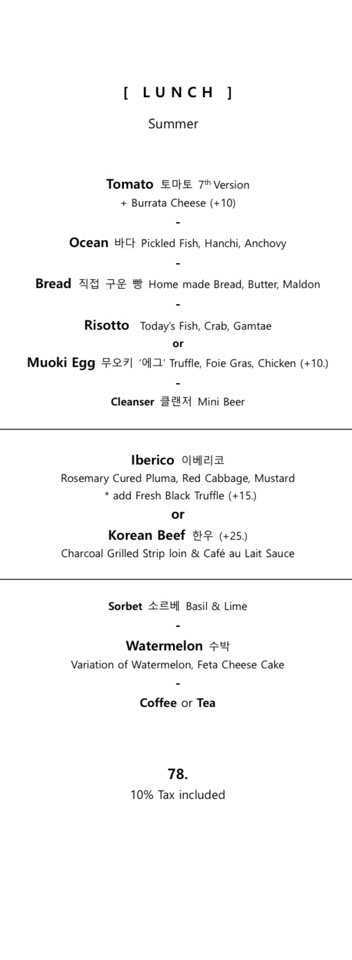 [ LUNCH ]
Summer
Tomato 토마토 7th Version
+ Burrata Cheese (+10)
-
Ocean 바다 Pickled Fish, Hanchi, Anchovy
-
Bread 직접 구운 빵 Home made Bread, Butter, Maldon
-
Risotto Today's Fish, Crab, Gamtae
or
Muoki Egg 무오키 '에그' Truffle, Foie Gras, Chicken (+10.)
-
Cleanser 클랜저 Mini Beer
Iberico 이베리코
Rosemary Cured Pluma, Red Cabbage, Mustard
* add Fresh Black Truffle (+15.)
or
Korean Beef 한우 (+25.)
Charcoal Grilled Strip loin & Café au Lait Sauce
Sorbet 소르베 Basil & Lime
-
Watermelon 수박
Variation of Watermelon, Feta Cheese Cake
-
Coffee or Tea
78.
10% Tax included